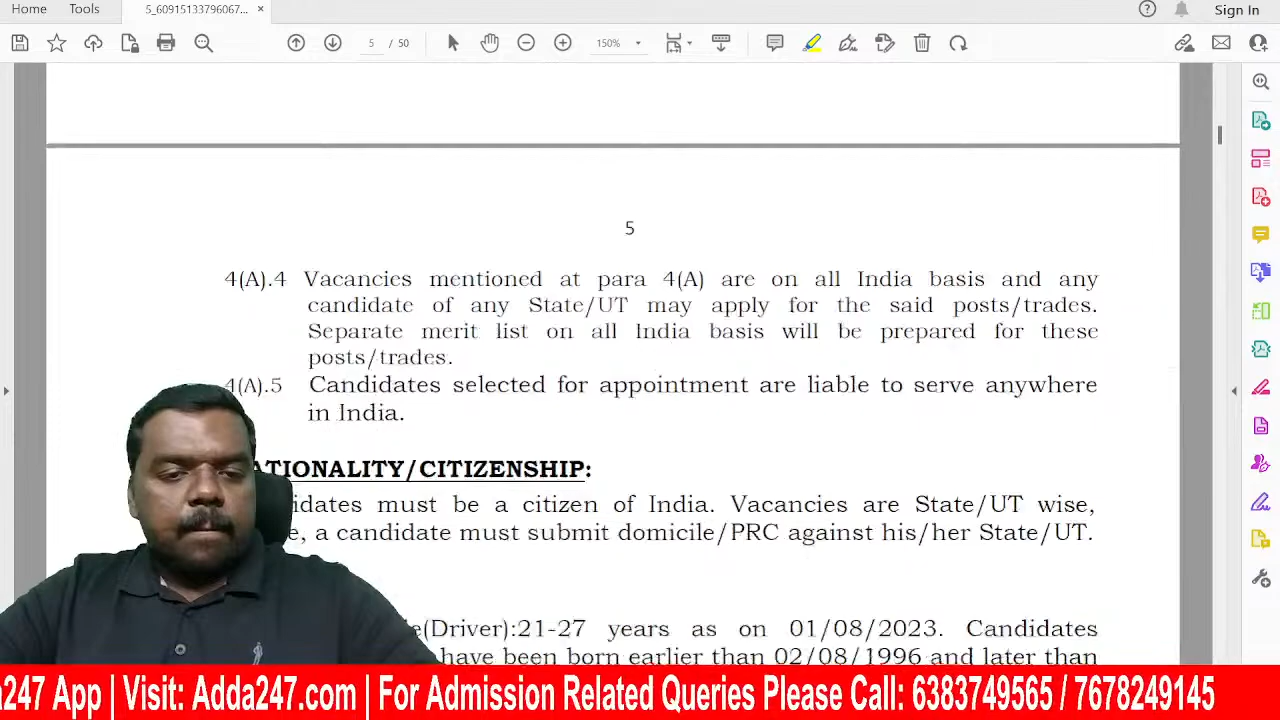 Home Tools 5_60915133796067... × Sign In
5 / 50 150%
5
4(A).4 Vacancies mentioned at para 4(A) are on all India basis and any
candidate of any State/UT may apply for the said posts/trades.
Separate merit list on all India basis will be prepared for these
posts/trades.
4(A).5 Candidates selected for appointment are liable to serve anywhere
in India.
ATIONALITY/CITIZENSHIP:
idates must be a citizen of India. Vacancies are State/UT wise,
e, a candidate must submit domicile/PRC against his/her State/UT.
e(Driver):21-27 years as on 01/08/2023. Candidates
have been born earlier than 02/08/1996 and later than
a247 App | Visit: Adda247.com | For Admission Related Queries Please Call: 6383749565 / 7678249145